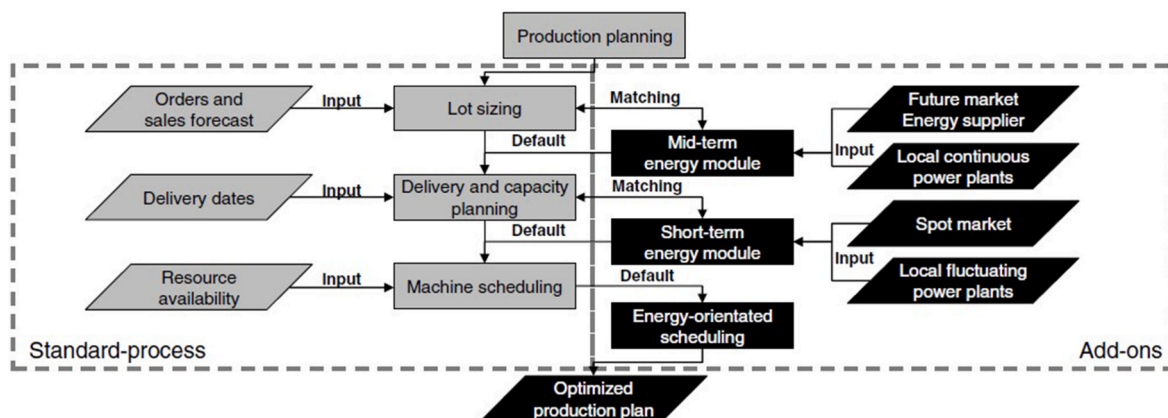 Production planning
Orders and
sales forecast
Input
Lot sizing
Matching
Future market
Energy supplier
Default
Mid-term
energy module
Input
Local continuous
power plants
Delivery dates
Input
Delivery and capacity
planning
Matching
Spot market
Default
Short-term
energy module
Input
Local fluctuating
power plants
Resource
availability
Input
Machine scheduling
Default
Energy-orientated
scheduling
Standard-process
Add-ons
Optimized
production plan